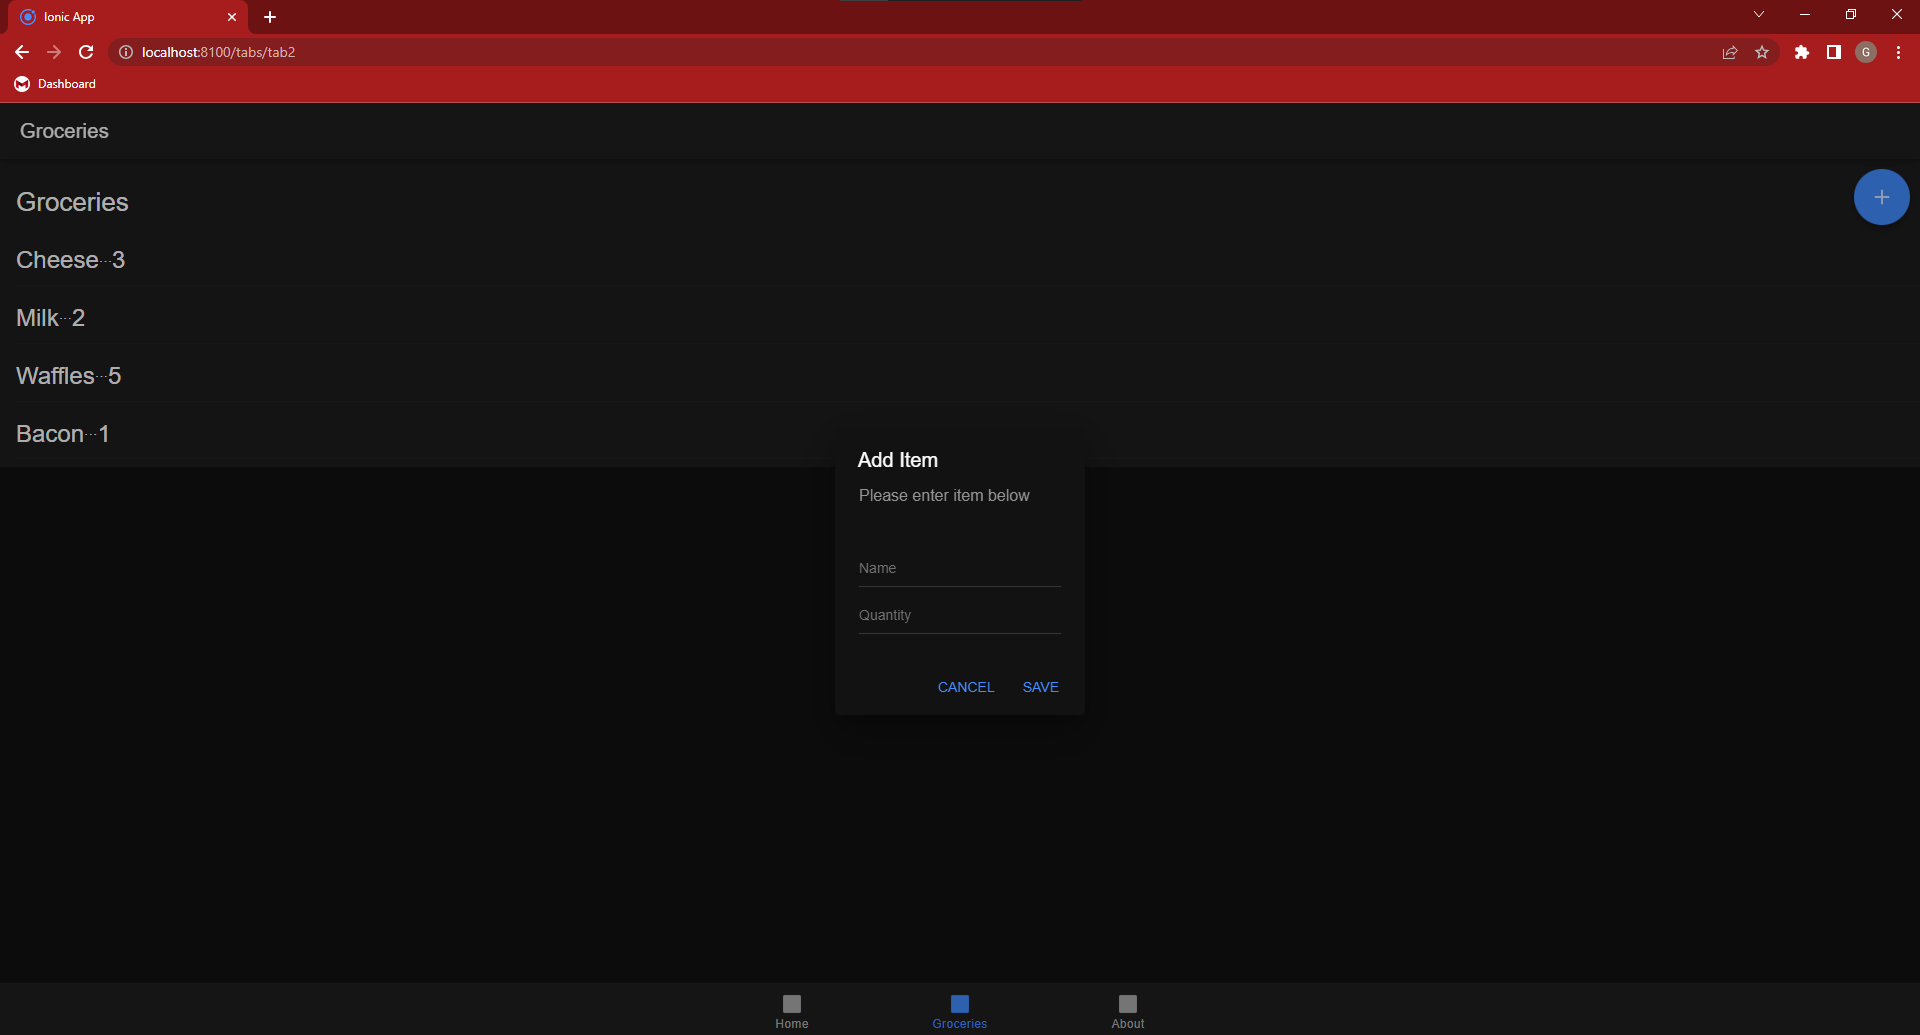 Ionic App
localhost:8100/tabs/tab2
G
Dashboard
Groceries
Groceries
Cheese...3
Milk...2
Waffles...5
Bacon...1
Add Item
Please enter item below
Name
Quantity
CANCEL
SAVE
Home
Groceries
About